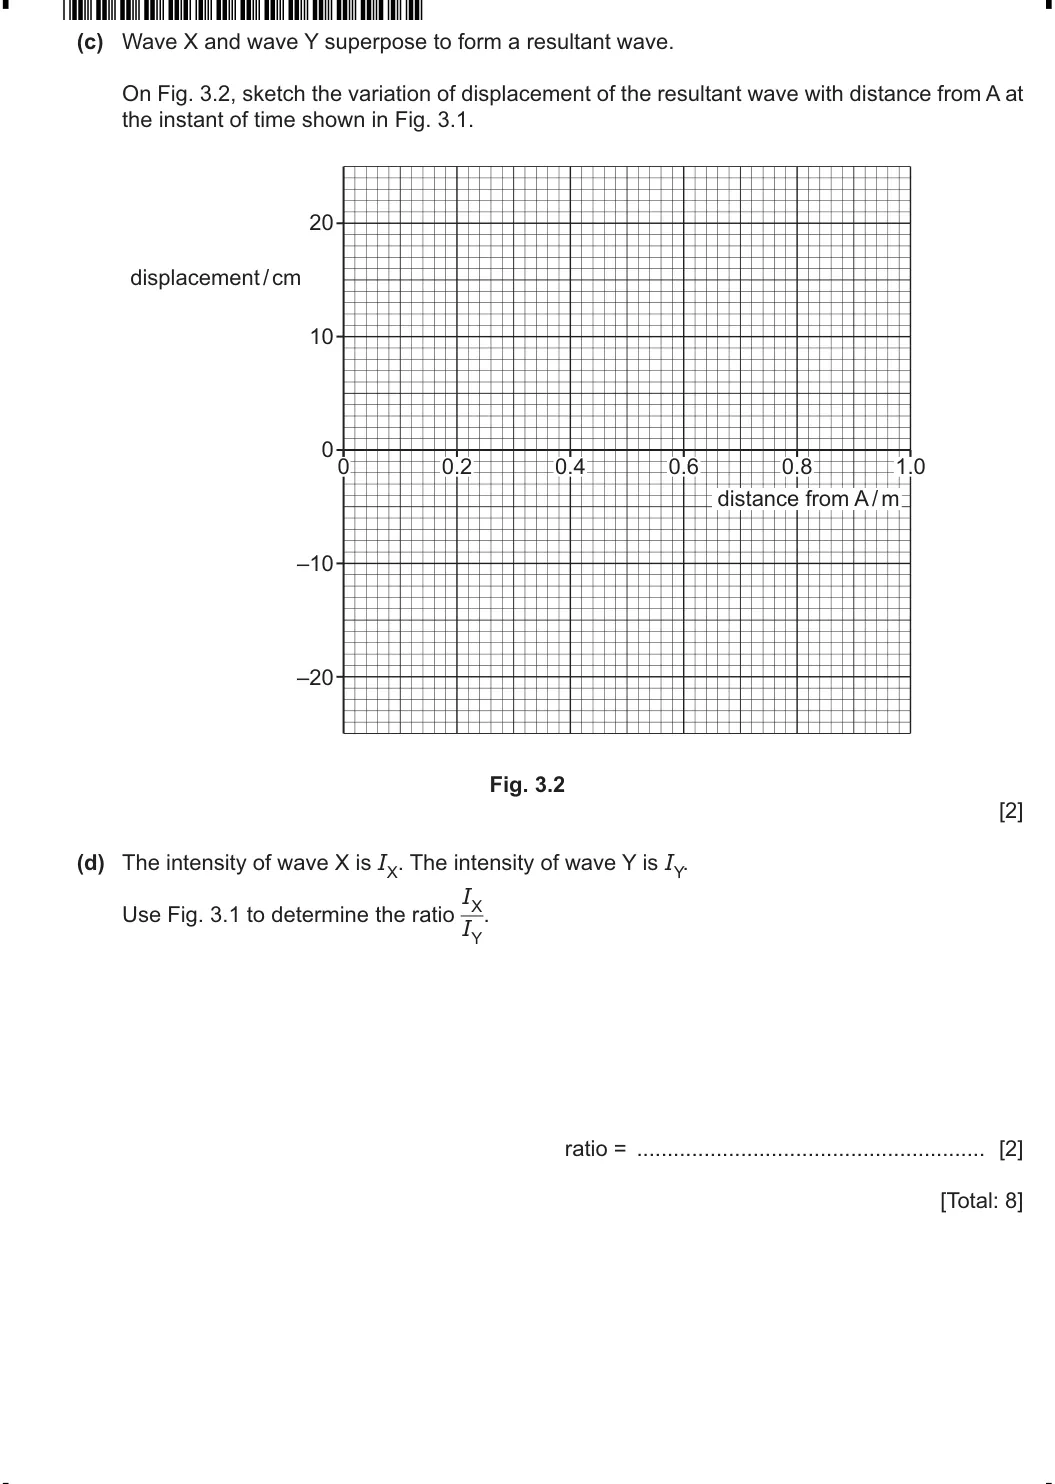 (c) Wave X and wave Y superpose to form a resultant wave.
On Fig. 3.2, sketch the variation of displacement of the resultant wave with distance from A at
the instant of time shown in Fig. 3.1.
20
displacement / cm
10
0
0 0.2 0.4 0.6 0.8 1.0
distance from A / m
–10
–20
Fig. 3.2
[2]
(d) The intensity of wave X is I_X. The intensity of wave Y is I_Y.
Use Fig. 3.1 to determine the ratio I_X/I_Y.
ratio = ......................................................... [2]
[Total: 8]